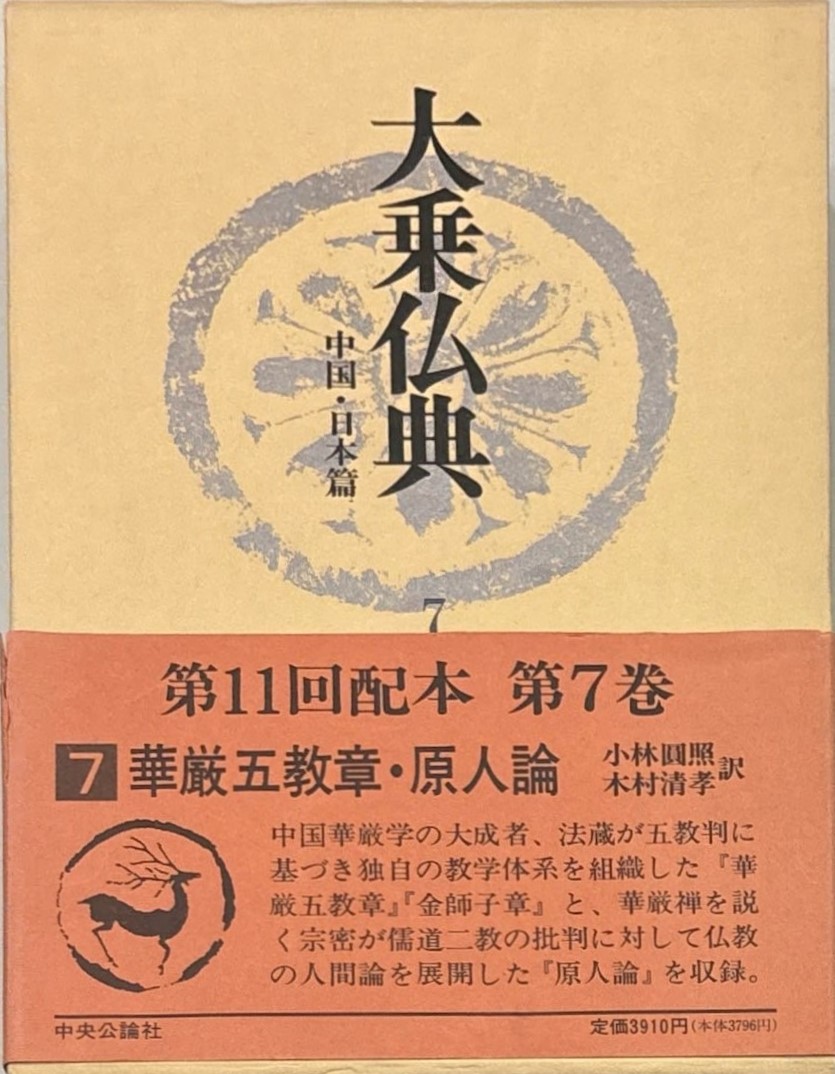 大乗仏典
中国・日本篇
7
第11回配本 第7巻
7 華厳五教章・原人論
小林圓照
木村清孝
訳
中国華厳学の大成者、法蔵が五教判に
基づき独自の教学体系を組織した『華
厳五教章』『金師子章』と、華厳禅を説
く宗密が儒道二教の批判に対して仏教
の人間論を展開した『原人論』を収録。
中央公論社
定価3910円(本体3796円)